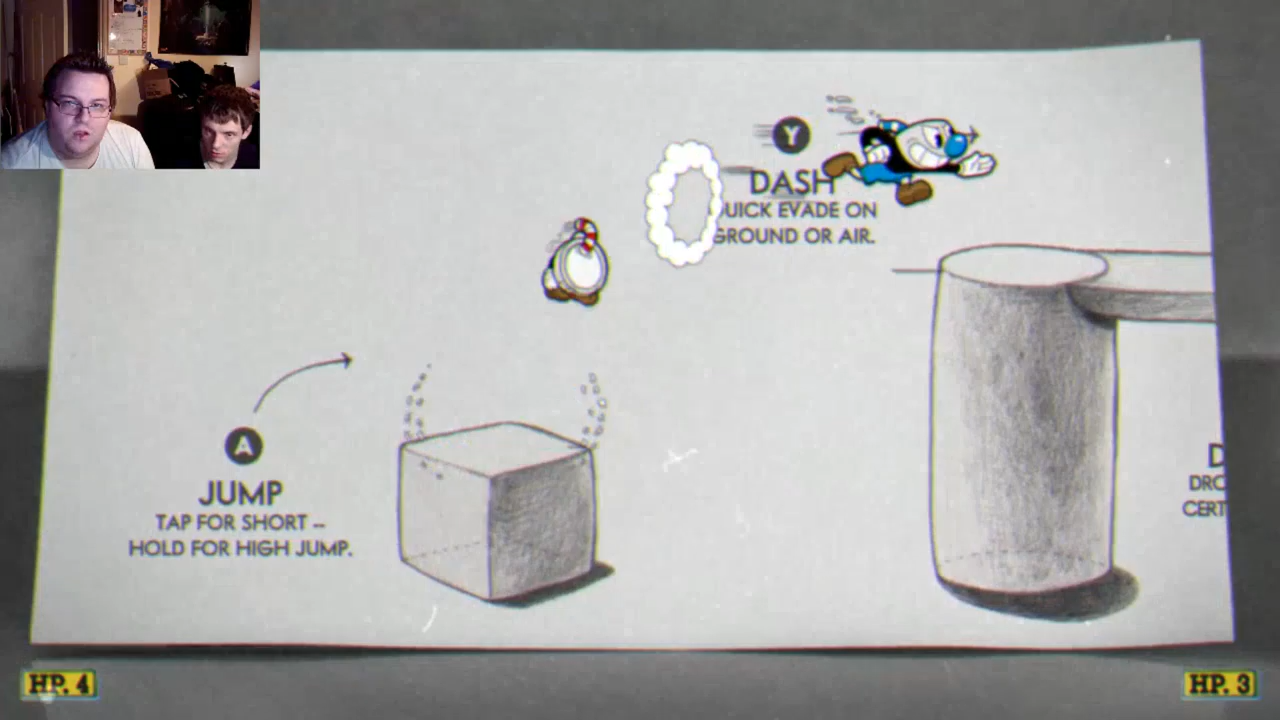 Y
DASH
QUICK EVADE ON
GROUND OR AIR.
A
JUMP
TAP FOR SHORT –
HOLD FOR HIGH JUMP.
D
DRO
CERT
HP. 4
HP. 3